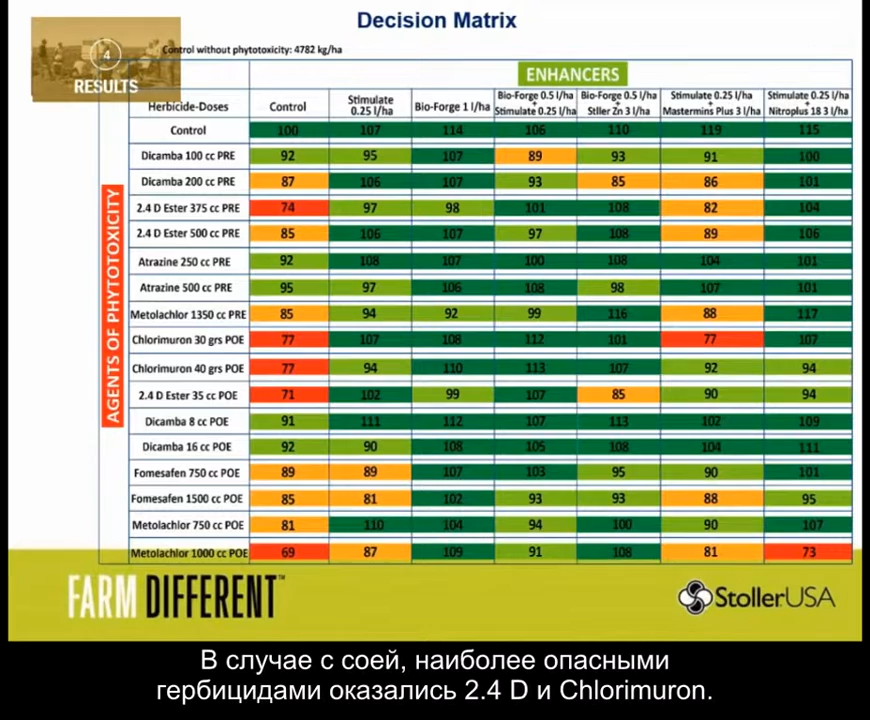 Decision Matrix
4
RESULTS
Control without phytotoxicity: 4782 kg/ha
ENHANCERS
Herbicide-Doses Control Stimulate 0.25 l/ha Bio-Forge 1 l/ha Bio-Forge 0.5 l/ha + Stimulate 0.25 l/ha Bio-Forge 0.5 l/ha + Stller Zn 3 l/ha Stimulate 0.25 l/ha + Mastermins Plus 3 l/ha Stimulate 0.25 l/ha + Nitroplus 18 3 l/ha
Control 100 107 114 106 110 119 115
AGENTS OF PHYTOTOXICITY
Dicamba 100 cc PRE 92 95 107 89 93 91 100
Dicamba 200 cc PRE 87 106 107 93 85 86 101
2.4 D Ester 375 cc PRE 74 97 98 101 108 82 104
2.4 D Ester 500 cc PRE 85 106 107 97 108 89 106
Atrazine 250 cc PRE 92 108 107 100 108 104 101
Atrazine 500 cc PRE 95 97 106 108 98 107 101
Metolachlor 1350 cc PRE 85 94 92 99 116 88 117
Chlorimuron 30 grs POE 77 107 108 112 101 77 107
Chlorimuron 40 grs POE 77 94 110 113 107 92 94
2.4 D Ester 35 cc POE 71 102 99 107 85 90 94
Dicamba 8 cc POE 91 111 112 107 113 102 109
Dicamba 16 cc POE 92 90 108 105 108 104 111
Fomesafen 750 cc POE 89 89 107 103 95 90 101
Fomesafen 1500 cc POE 85 81 102 93 93 88 95
Metolachlor 750 cc POE 81 110 104 94 100 90 107
Metolachlor 1000 cc POE 69 87 109 91 108 81 73
FARM DIFFERENT™
StollerUSA
В случае с соей, наиболее опасными
гербицидами оказались 2.4 D и Chlorimuron.